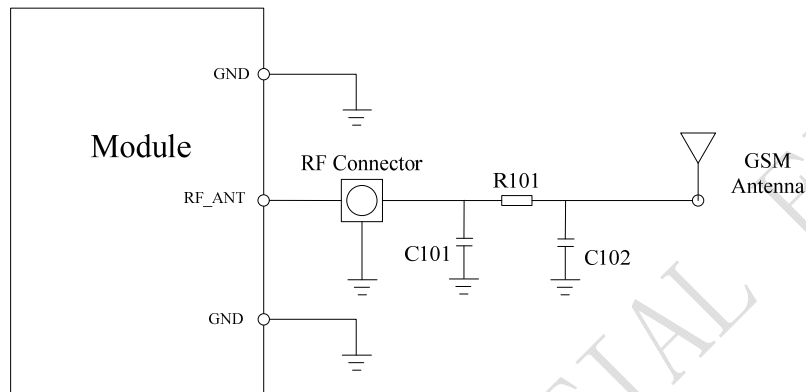 GND
Module
RF Connector
RF_ANT
R101
GSM
Antenna
C101
C102
GND